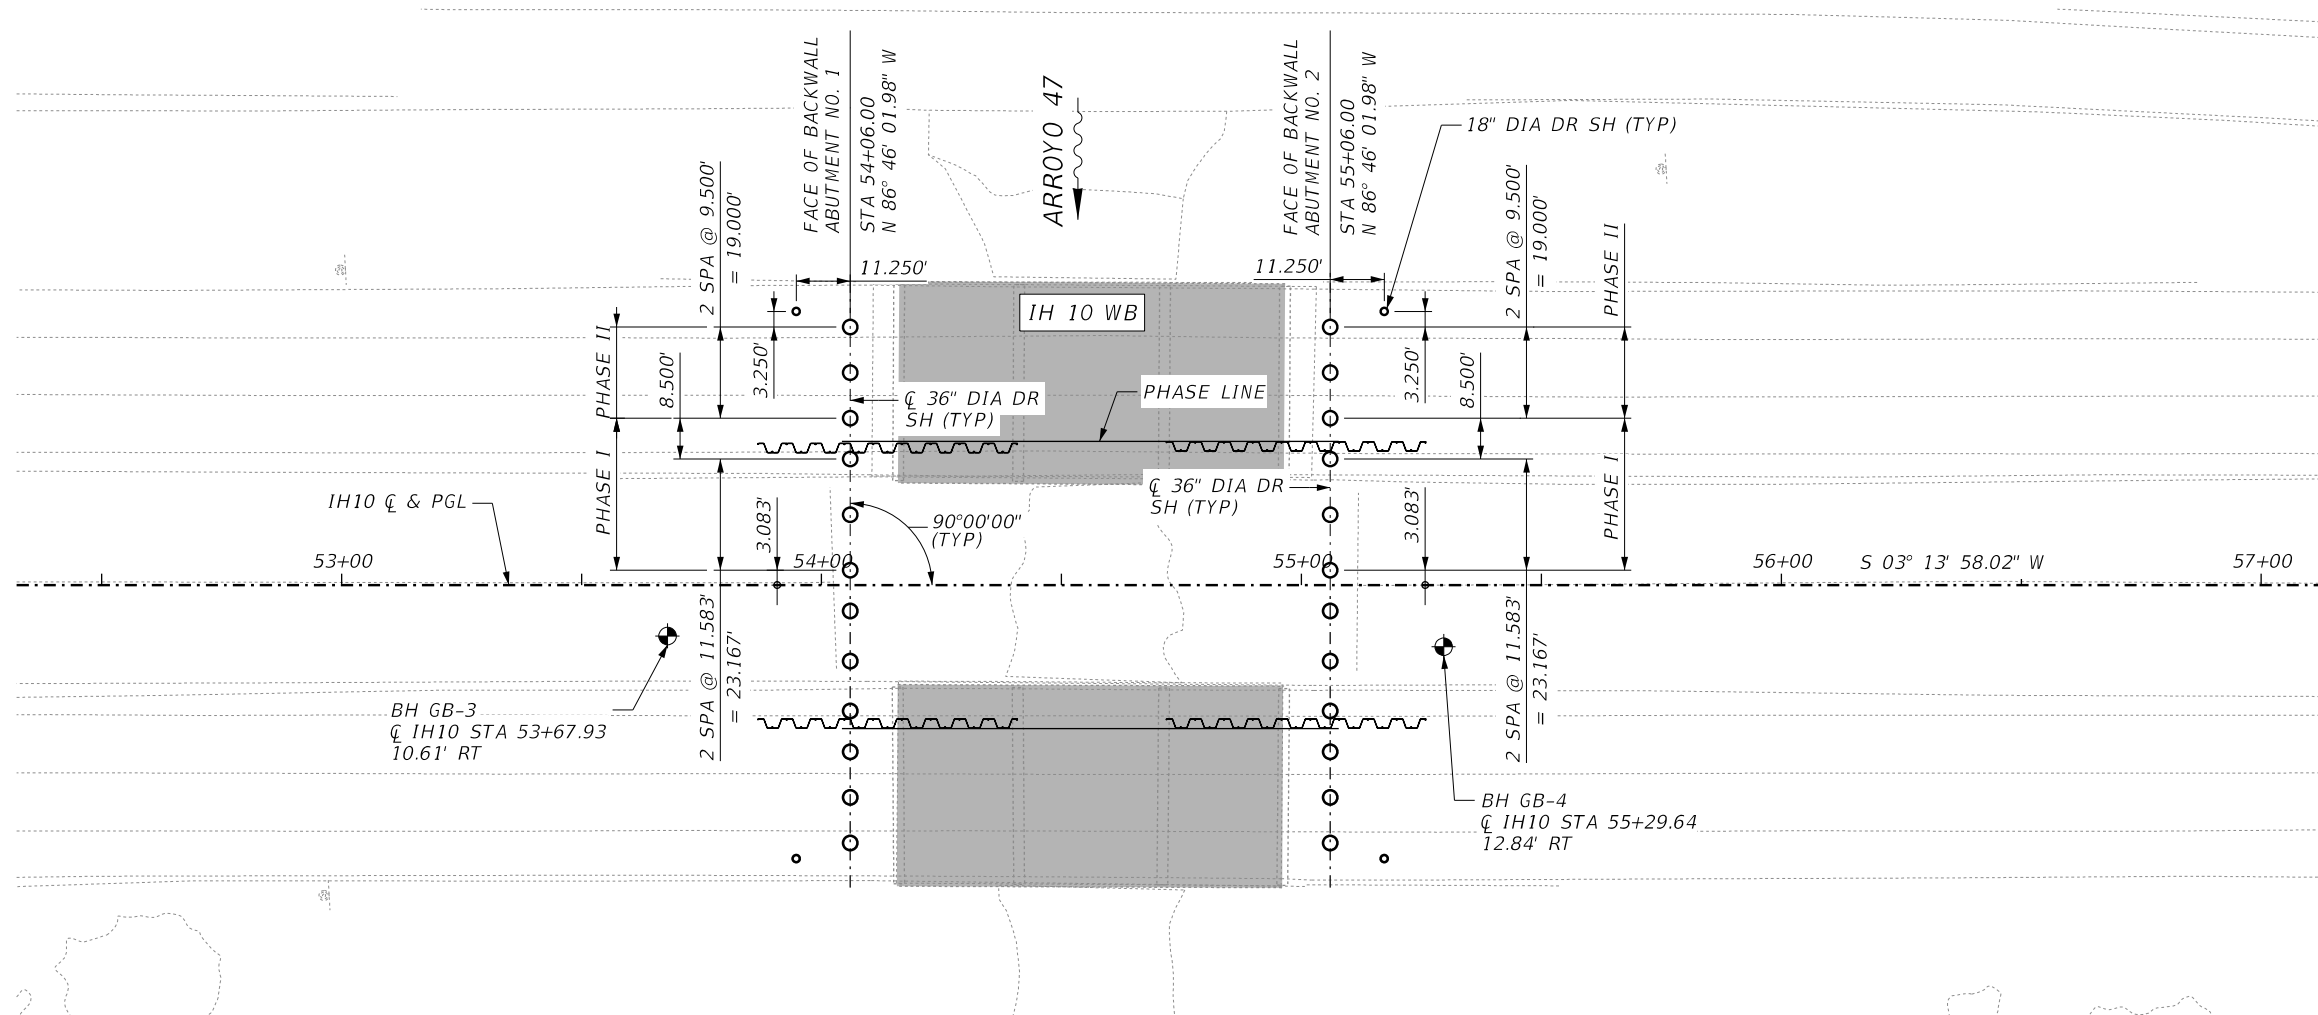 FACE OF BACKWALL
ABUTMENT NO. 1
STA 54+06.00
N 86° 46' 01.98" W
ARROYO 47
FACE OF BACKWALL
ABUTMENT NO. 2
STA 55+06.00
N 86° 46' 01.98" W
18" DIA DR SH (TYP)
2 SPA @ 9.500'
= 19.000'
11.250'
11.250'
2 SPA @ 9.500'
= 19.000'
PHASE II
IH 10 WB
PHASE II
8.500'
3.250'
3.250'
8.500'
℄ 36" DIA DR
SH (TYP)
PHASE LINE
PHASE I
IH10 ℄ & PGL
3.083'
90°00'00"
(TYP)
℄ 36" DIA DR
SH (TYP)
3.083'
PHASE I
53+00
54+00
55+00
56+00
S 03° 13' 58.02" W
57+00
2 SPA @ 11.583'
= 23.167'
2 SPA @ 11.583'
= 23.167'
BH GB-3
℄ IH10 STA 53+67.93
10.61' RT
BH GB-4
℄ IH10 STA 55+29.64
12.84' RT